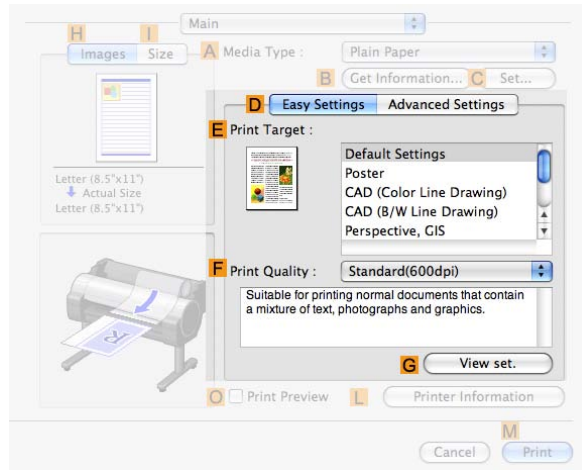 Main
H I
Images Size
A Media Type : Plain Paper
B Get Information... C Set...
D Easy Settings Advanced Settings
E Print Target :
Default Settings
Poster
CAD (Color Line Drawing)
CAD (B/W Line Drawing)
Perspective, GIS
Letter (8.5"x11")
Actual Size
Letter (8.5"x11")
F Print Quality : Standard(600dpi)
Suitable for printing normal documents that contain
a mixture of text, photographs and graphics.
G View set.
O Print Preview L Printer Information
M
Cancel Print